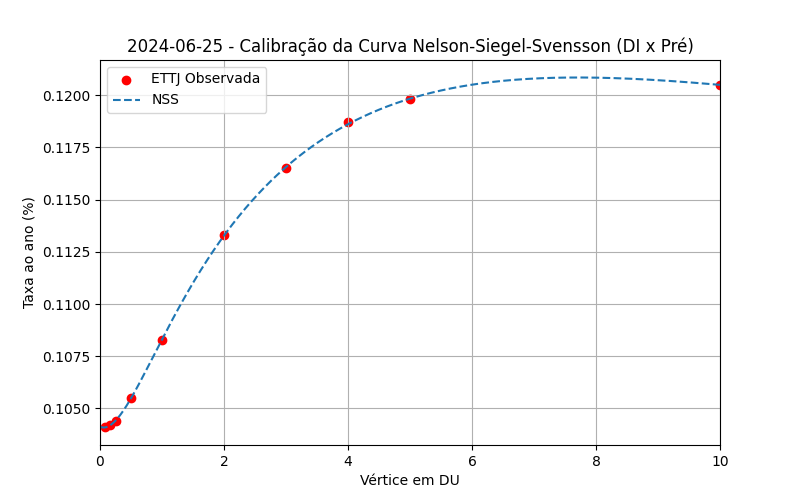 2024-06-25 - Calibração da Curva Nelson-Siegel-Svensson (DI x Pré)
ETTJ Observada
NSS
Taxa ao ano (%)
0.1200
0.1175
0.1150
0.1125
0.1100
0.1075
0.1050
0 2 4 6 8 10
Vértice em DU